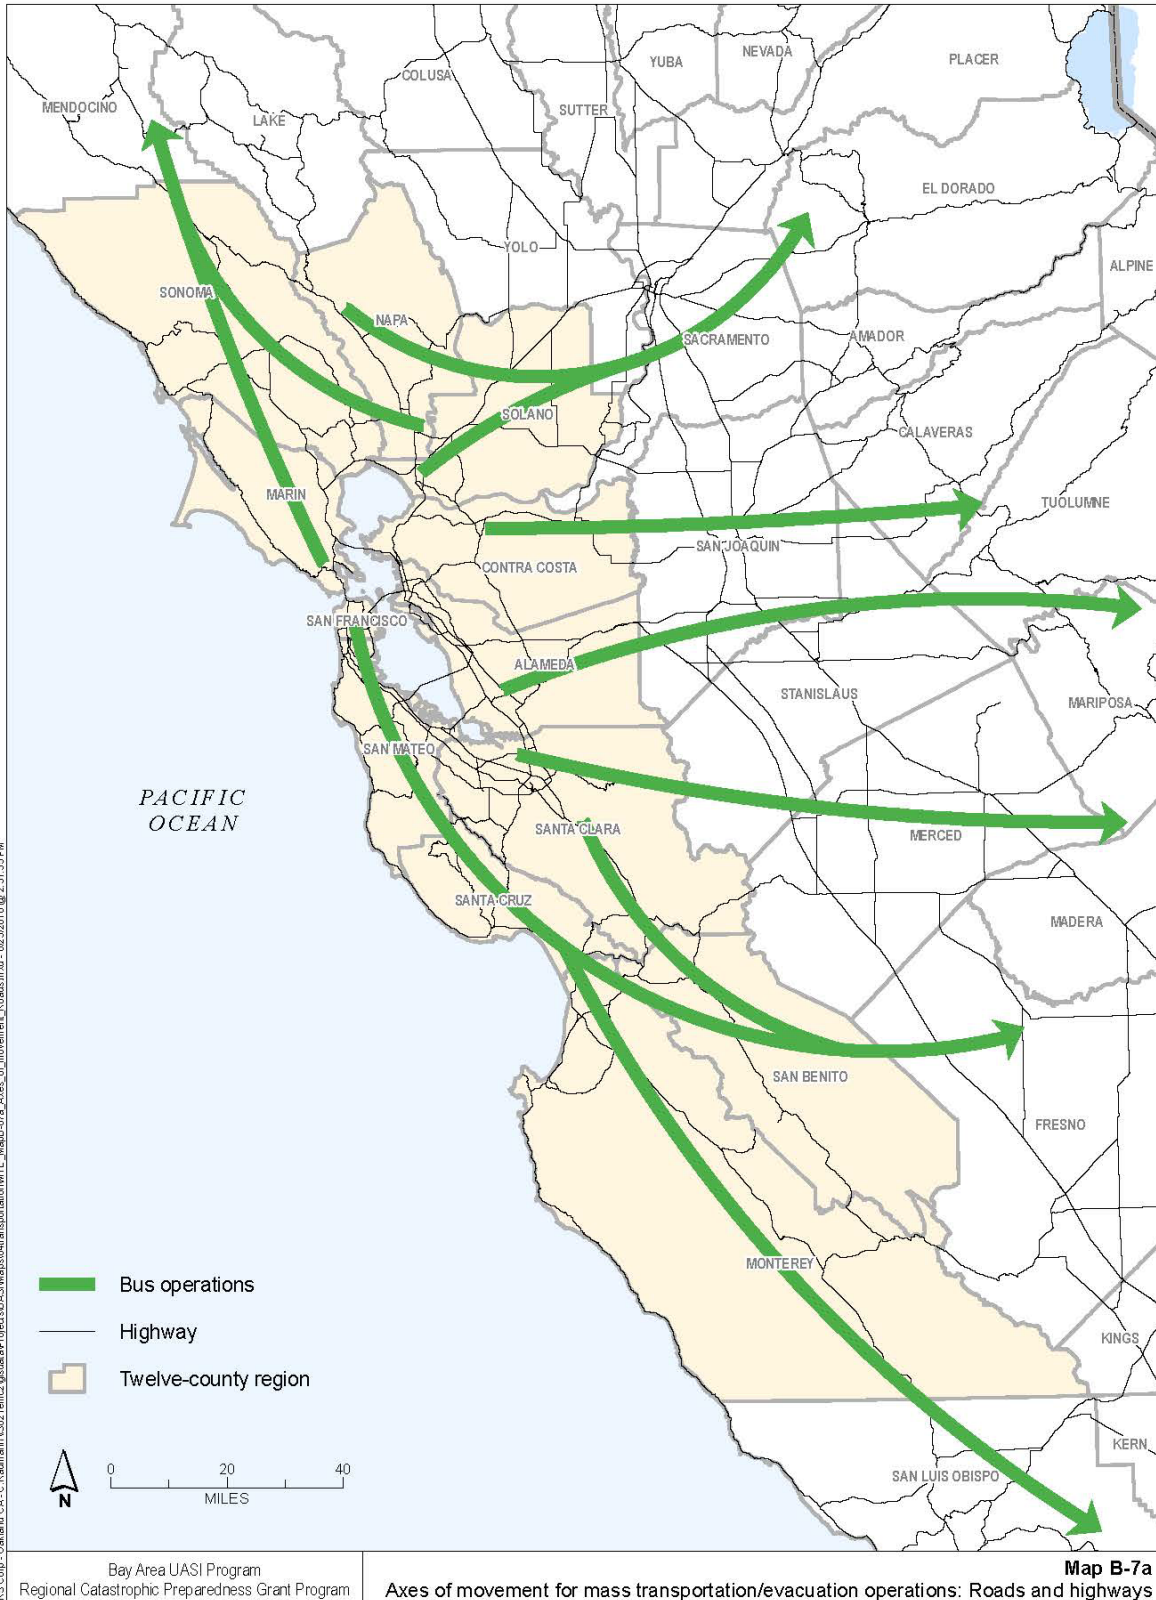 COLUSA
YUBA
NEVADA
PLACER
MENDOCINO
LAKE
SUTTER
EL DORADO
YOLO
ALPINE
SONOMA
NAPA
SACRAMENTO
AMADOR
SOLANO
CALAVERAS
MARIN
TUOLUMNE
SAN JOAQUIN
CONTRA COSTA
SAN FRANCISCO
ALAMEDA
STANISLAUS
MARIPOSA
SAN MATEO
PACIFIC
OCEAN
SANTA CLARA
MERCED
SANTA CRUZ
MADERA
SAN BENITO
FRESNO
MONTEREY
KINGS
KERN
SAN LUIS OBISPO
Bus operations
Highway
Twelve-county region
N
0 20 40
MILES
Bay Area UASI Program
Regional Catastrophic Preparedness Grant Program
Map B-7a
Axes of movement for mass transportation/evacuation operations: Roads and highways